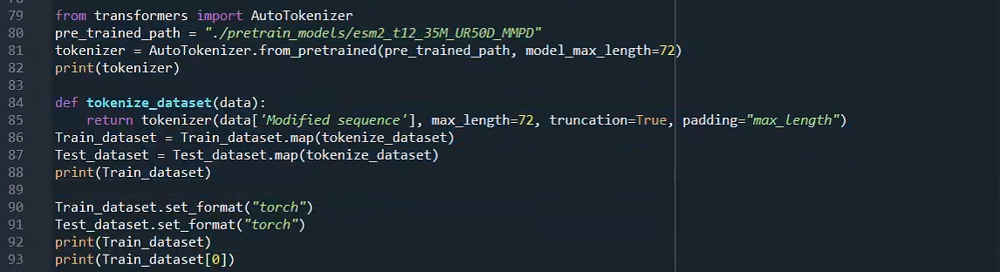 79 from transformers import AutoTokenizer
80 pre_trained_path = "./pretrain_models/esm2_t12_35M_UR50D_MMPD"
81 tokenizer = AutoTokenizer.from_pretrained(pre_trained_path, model_max_length=72)
82 print(tokenizer)
83
84 def tokenize_dataset(data):
85     return tokenizer(data['Modified sequence'], max_length=72, truncation=True, padding="max_length")
86 Train_dataset = Train_dataset.map(tokenize_dataset)
87 Test_dataset = Test_dataset.map(tokenize_dataset)
88 print(Train_dataset)
89
90 Train_dataset.set_format("torch")
91 Test_dataset.set_format("torch")
92 print(Train_dataset)
93 print(Train_dataset[0])